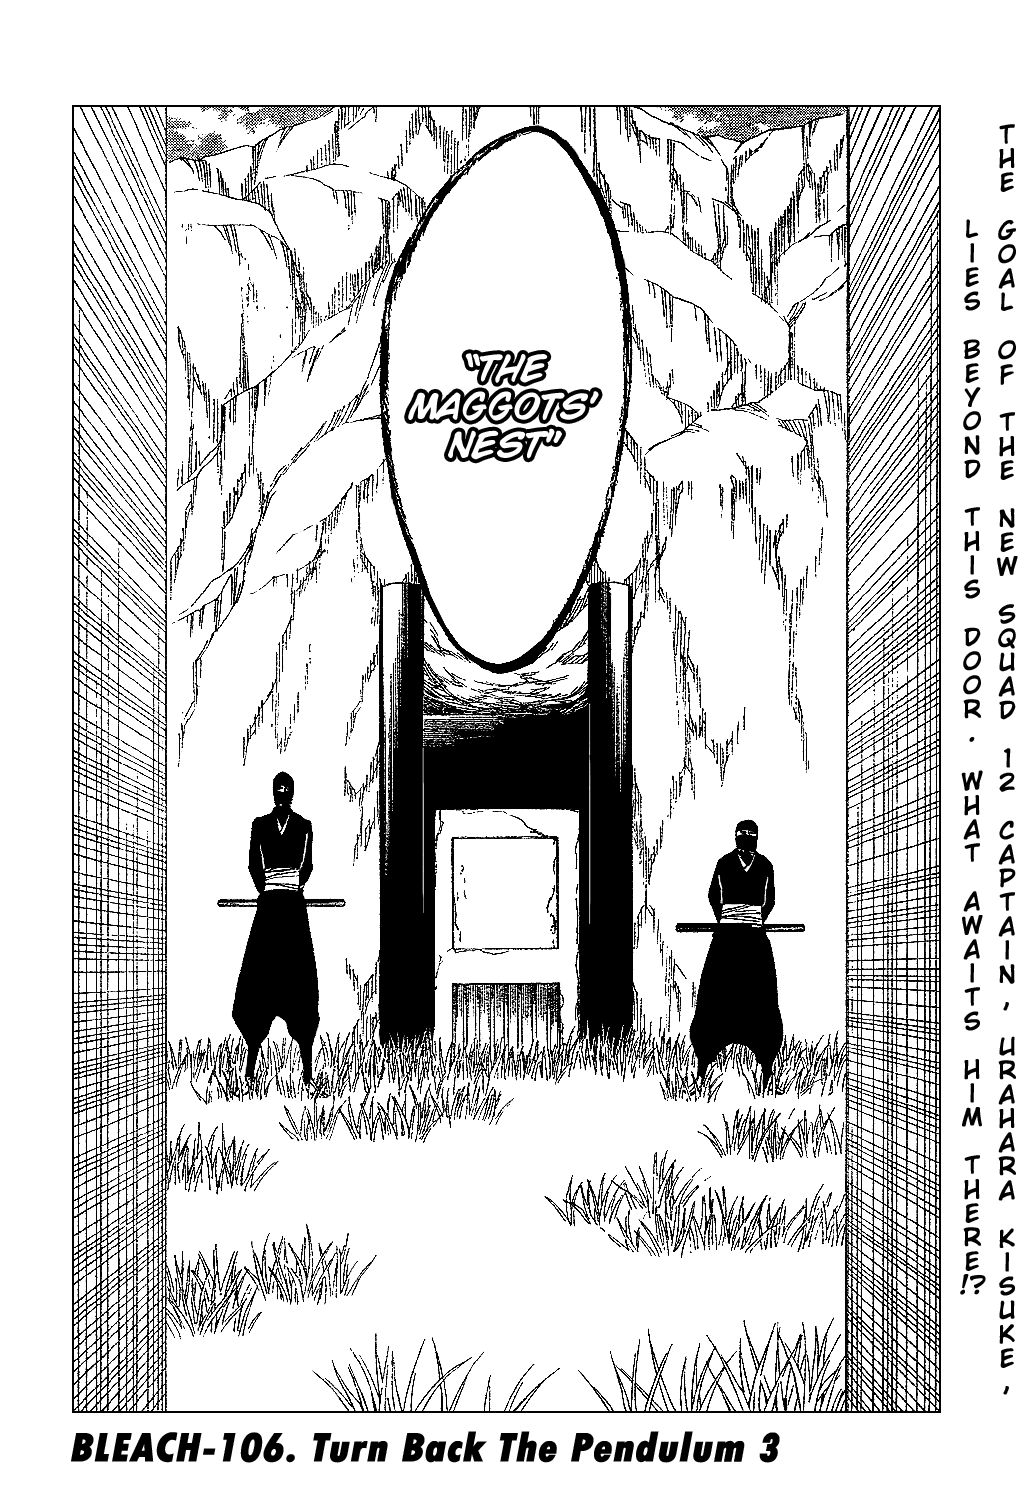 "THE
MAGGOTS'
NEST"
THE GOAL OF THE NEW SQUAD 12 CAPTAIN, URAHARA KISUKE,
LIES BEYOND THIS DOOR. WHAT AWAITS HIM THERE!?
BLEACH-106. Turn Back The Pendulum 3